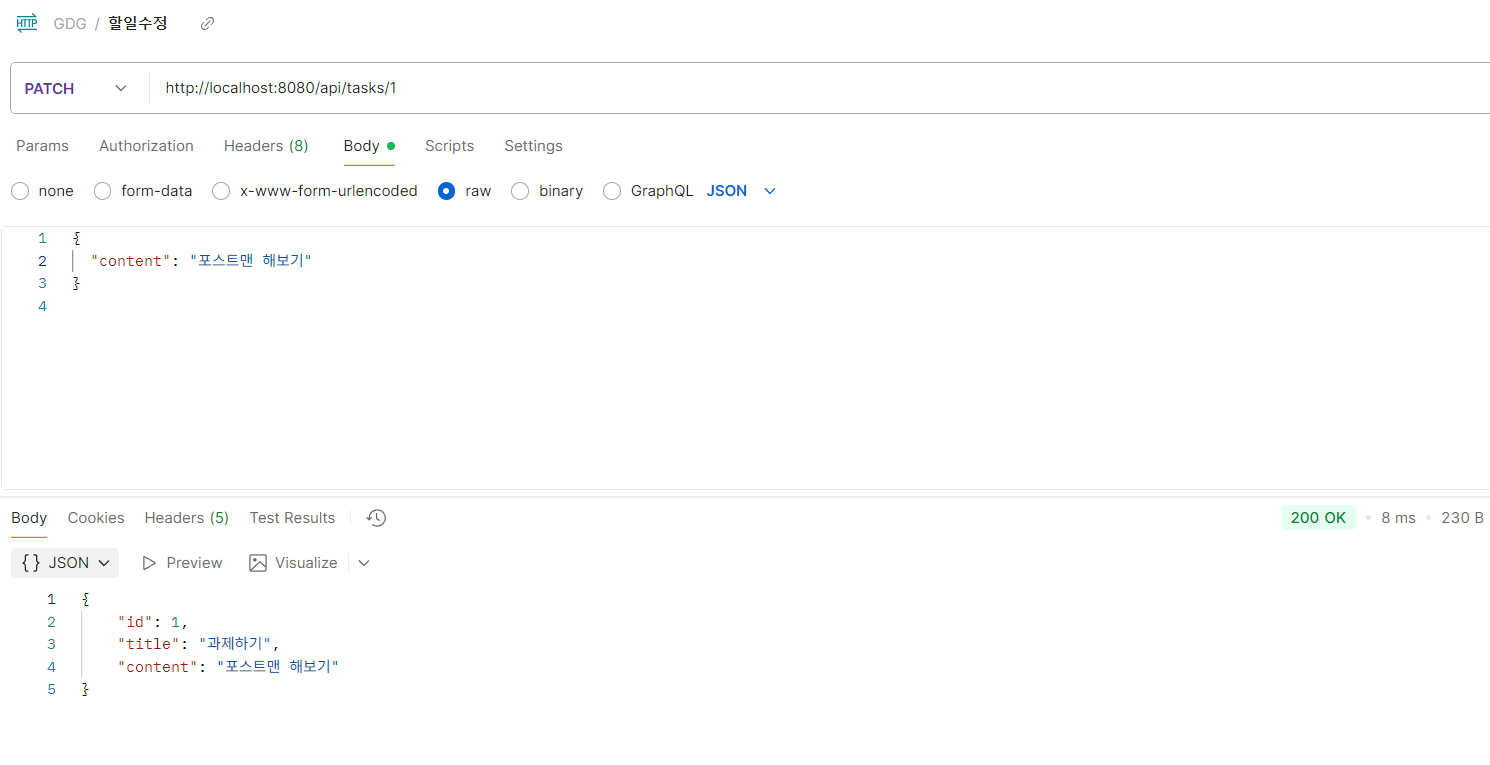 HTTP GDG / 할일수정
PATCH http://localhost:8080/api/tasks/1
Params Authorization Headers (8) Body Scripts Settings
none form-data x-www-form-urlencoded raw binary GraphQL JSON
1 {
2 "content": "포스트맨 해보기"
3 }
4
Body Cookies Headers (5) Test Results 200 OK • 8 ms • 230 B
{} JSON Preview Visualize
1 {
2 "id": 1,
3 "title": "과제하기",
4 "content": "포스트맨 해보기"
5 }